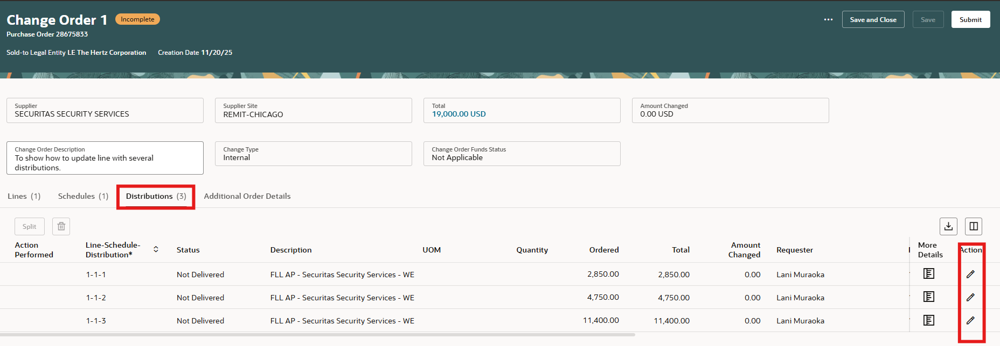 Change Order 1 Incomplete
... Save and Close Save Submit
Purchase Order 28675833
Sold-to Legal Entity LE The Hertz Corporation Creation Date 11/20/25
Supplier
SECURITAS SECURITY SERVICES
Supplier Site
REMIT-CHICAGO
Total
19,000.00 USD
Amount Changed
0.00 USD
Change Order Description
To show how to update line with several
distributions.
Change Type
Internal
Change Order Funds Status
Not Applicable
Lines (1) Schedules (1) Distributions (3) Additional Order Details
Split
Action
Performed
Line-Schedule-
Distribution*
Status
Description
UOM
Quantity
Ordered
Total
Amount
Changed
Requester
More
Details
Action
1-1-1 Not Delivered FLL AP - Securitas Security Services - WE 2,850.00 2,850.00 0.00 Lani Muraoka
1-1-2 Not Delivered FLL AP - Securitas Security Services - WE 4,750.00 4,750.00 0.00 Lani Muraoka
1-1-3 Not Delivered FLL AP - Securitas Security Services - WE 11,400.00 11,400.00 0.00 Lani Muraoka